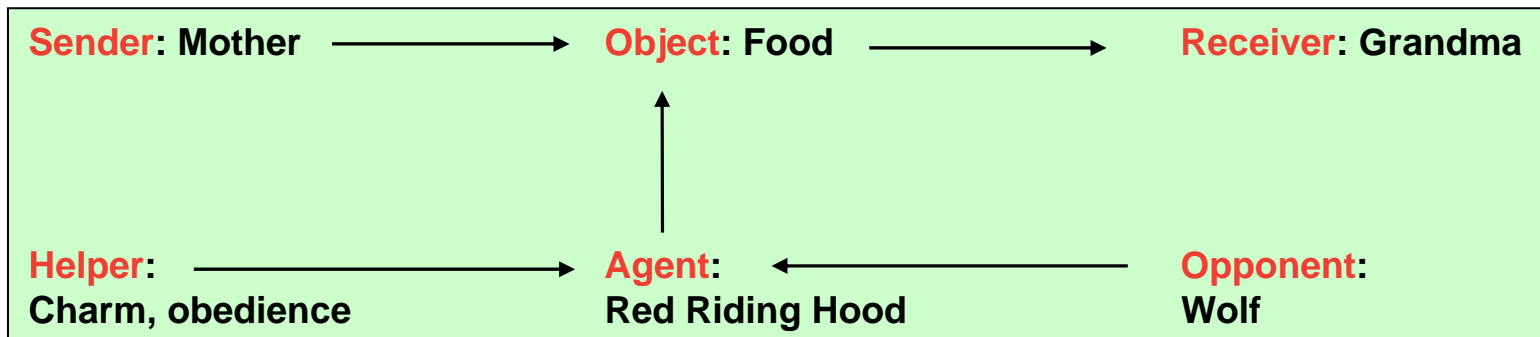 Sender: Mother
Object: Food
Receiver: Grandma
Helper:
Charm, obedience
Agent:
Red Riding Hood
Opponent:
Wolf